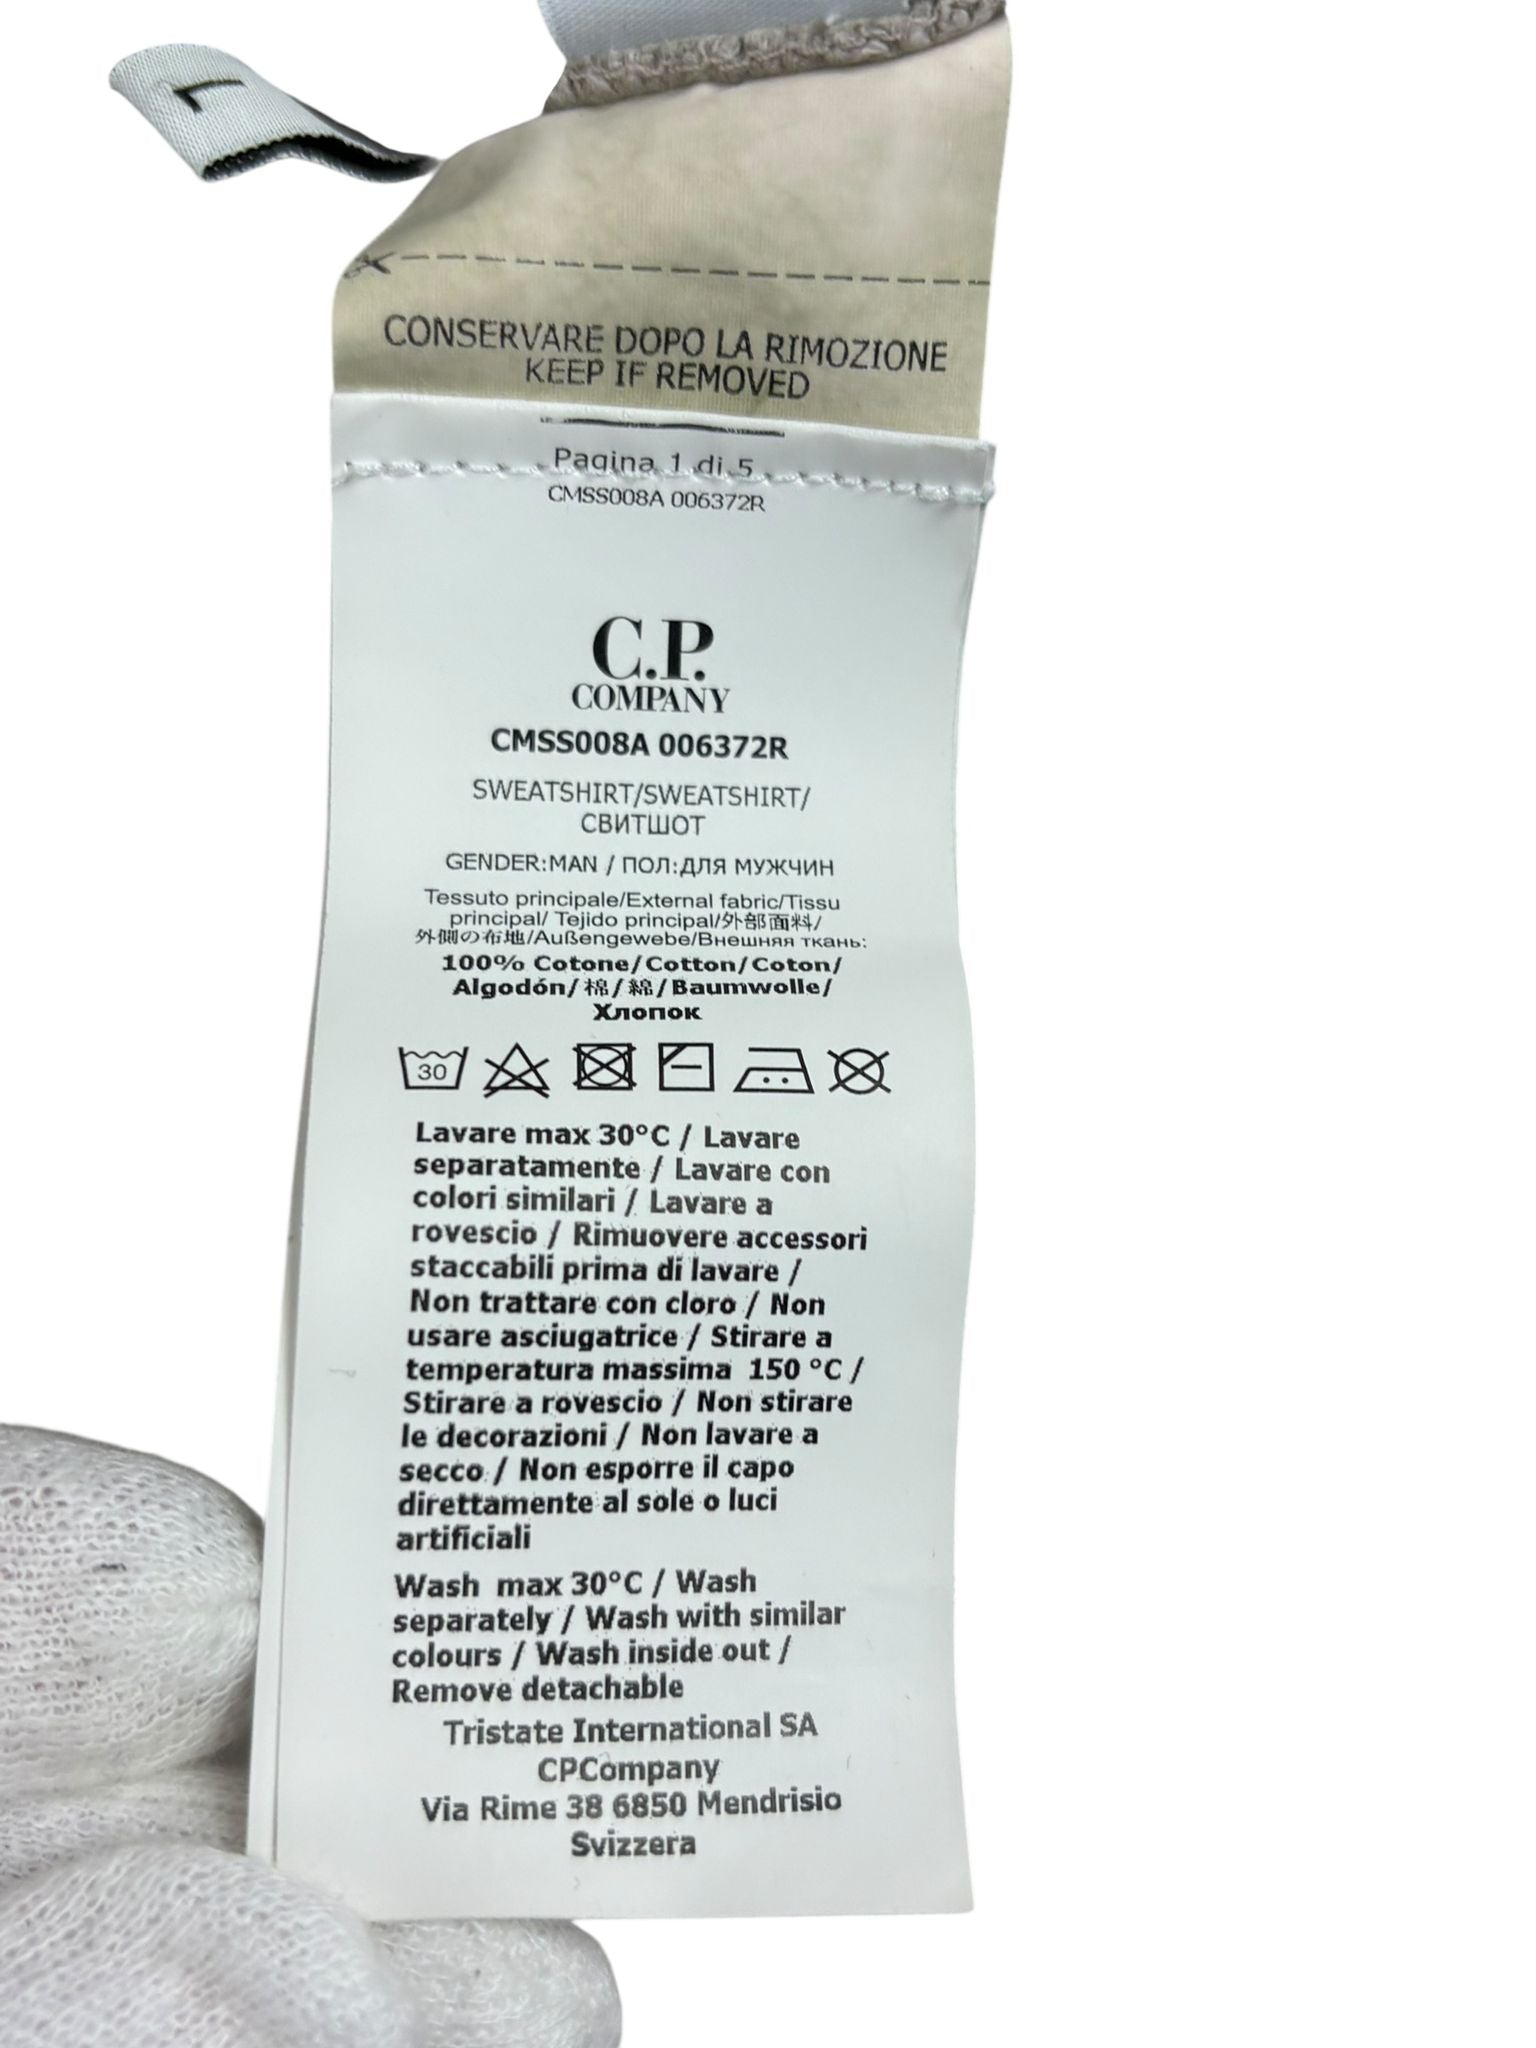 L
CONSERVARE DOPO LA RIMOZIONE
KEEP IF REMOVED
Pagina 1 di 5
CMSS008A 006372R
C.P.
COMPANY
CMSS008A 006372R
SWEATSHIRT/SWEATSHIRT/
СВИТШОТ
GENDER:MAN / ПОЛ:ДЛЯ МУЖЧИН
Tessuto principale/External fabric/Tissu
principal/ Tejido principal/外部面料/
外側の布地/Außengewebe/Внешняя ткань:
100% Cotone/Cotton/Coton/
Algodón/棉/綿/Baumwolle/
Хлопок
30
Lavare max 30°C / Lavare
separatamente / Lavare con
colori similari / Lavare a
rovescio / Rimuovere accessori
staccabili prima di lavare /
Non trattare con cloro / Non
usare asciugatrice / Stirare a
temperatura massima 150 °C /
Stirare a rovescio / Non stirare
le decorazioni / Non lavare a
secco / Non esporre il capo
direttamente al sole o luci
artificiali
Wash max 30°C / Wash
separately / Wash with similar
colours / Wash inside out /
Remove detachable
Tristate International SA
CPCompany
Via Rime 38 6850 Mendrisio
Svizzera